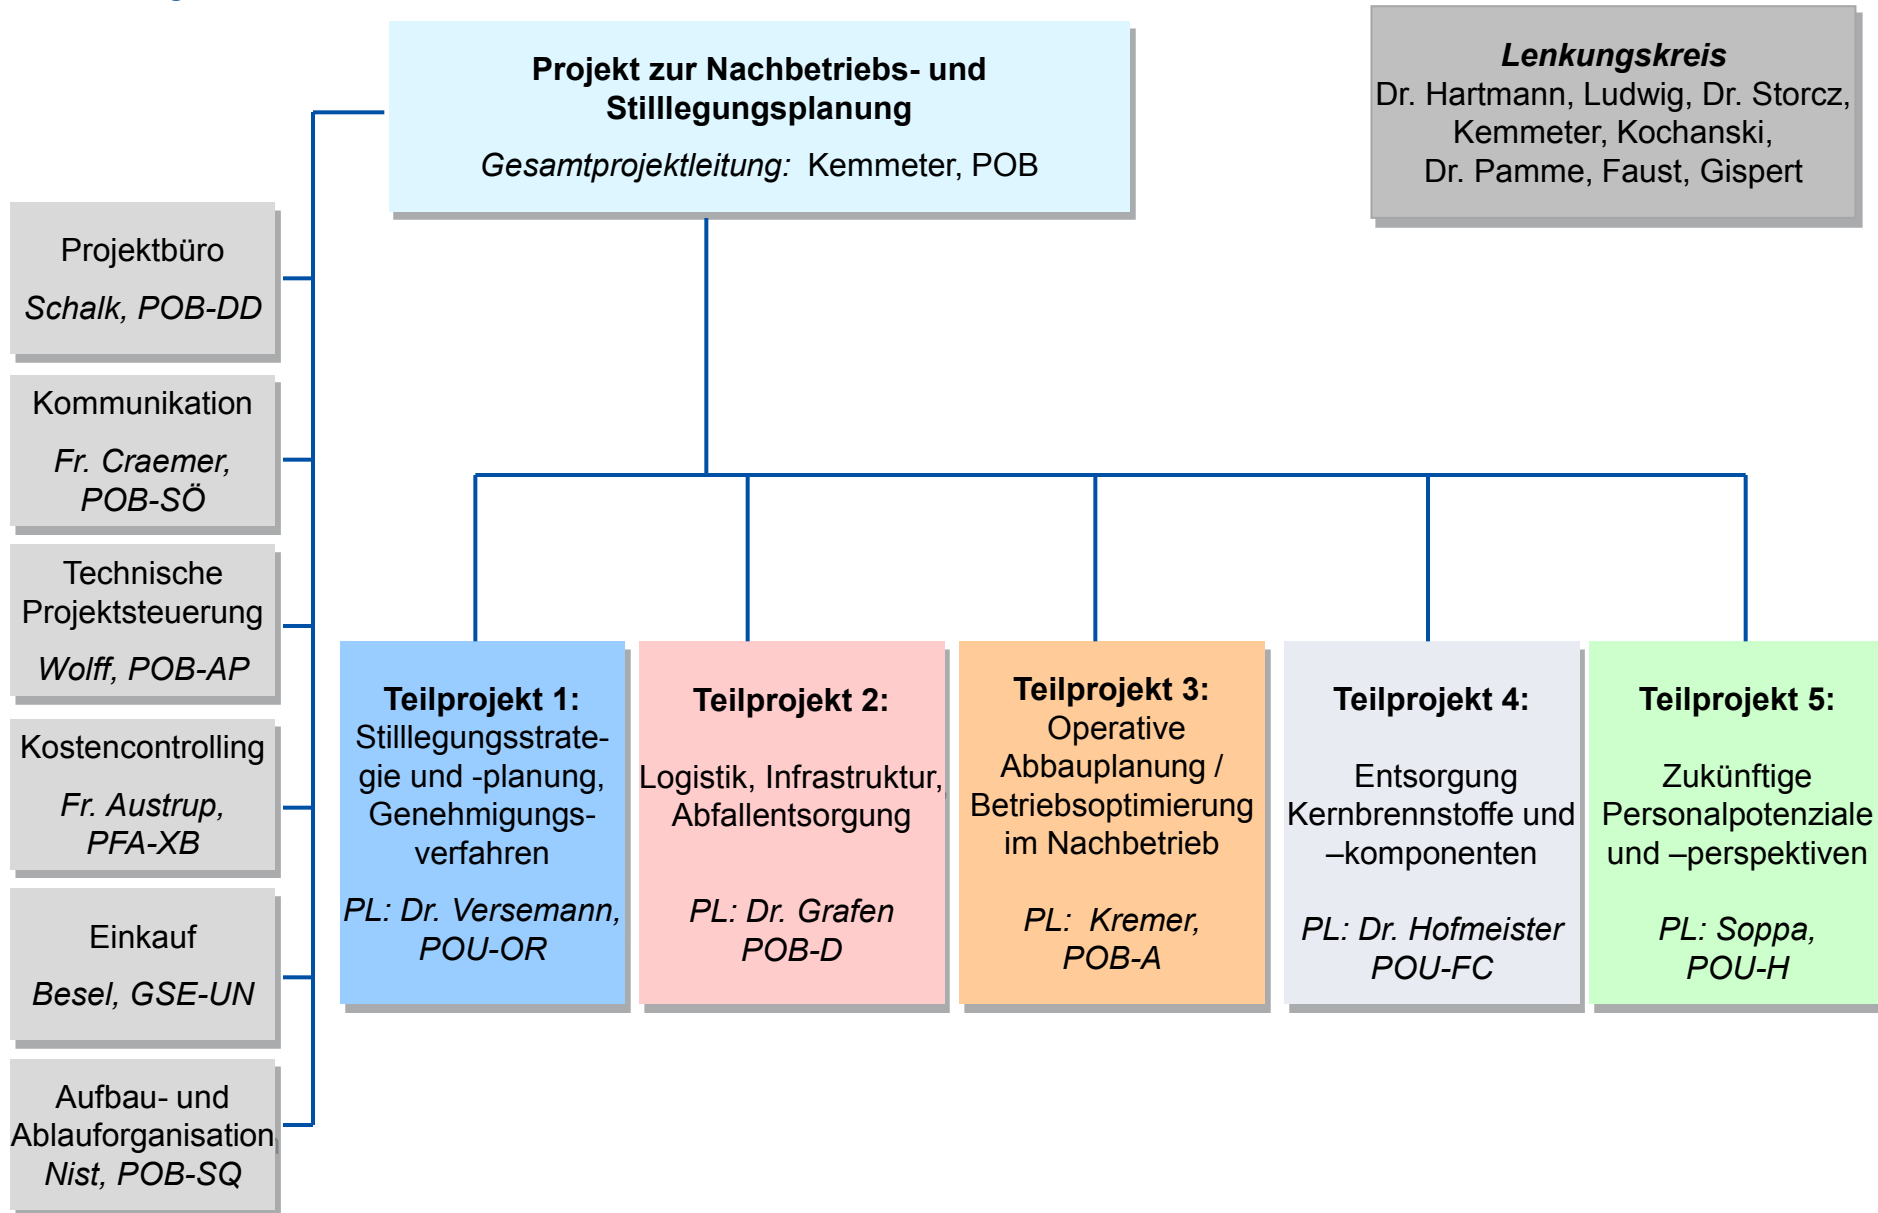 Projekt zur Nachbetriebs- und
Stilllegungsplanung
Gesamtprojektleitung: Kemmeter, POB
Lenkungskreis
Dr. Hartmann, Ludwig, Dr. Storcz,
Kemmeter, Kochanski,
Dr. Pamme, Faust, Gispert
Projektbüro
Schalk, POB-DD
Kommunikation
Fr. Craemer,
POB-SÖ
Technische
Projektsteuerung
Wolff, POB-AP
Kostencontrolling
Fr. Austrup,
PFA-XB
Einkauf
Besel, GSE-UN
Aufbau- und
Ablauforganisation
Nist, POB-SQ
Teilprojekt 1:
Stilllegungsstrate-
gie und -planung,
Genehmigungs-
verfahren
PL: Dr. Versemann,
POU-OR
Teilprojekt 2:
Logistik, Infrastruktur,
Abfallentsorgung
PL: Dr. Grafen
POB-D
Teilprojekt 3:
Operative
Abbauplanung /
Betriebsoptimierung
im Nachbetrieb
PL: Kremer,
POB-A
Teilprojekt 4:
Entsorgung
Kernbrennstoffe und
–komponenten
PL: Dr. Hofmeister
POU-FC
Teilprojekt 5:
Zukünftige
Personalpotenziale
und –perspektiven
PL: Soppa,
POU-H